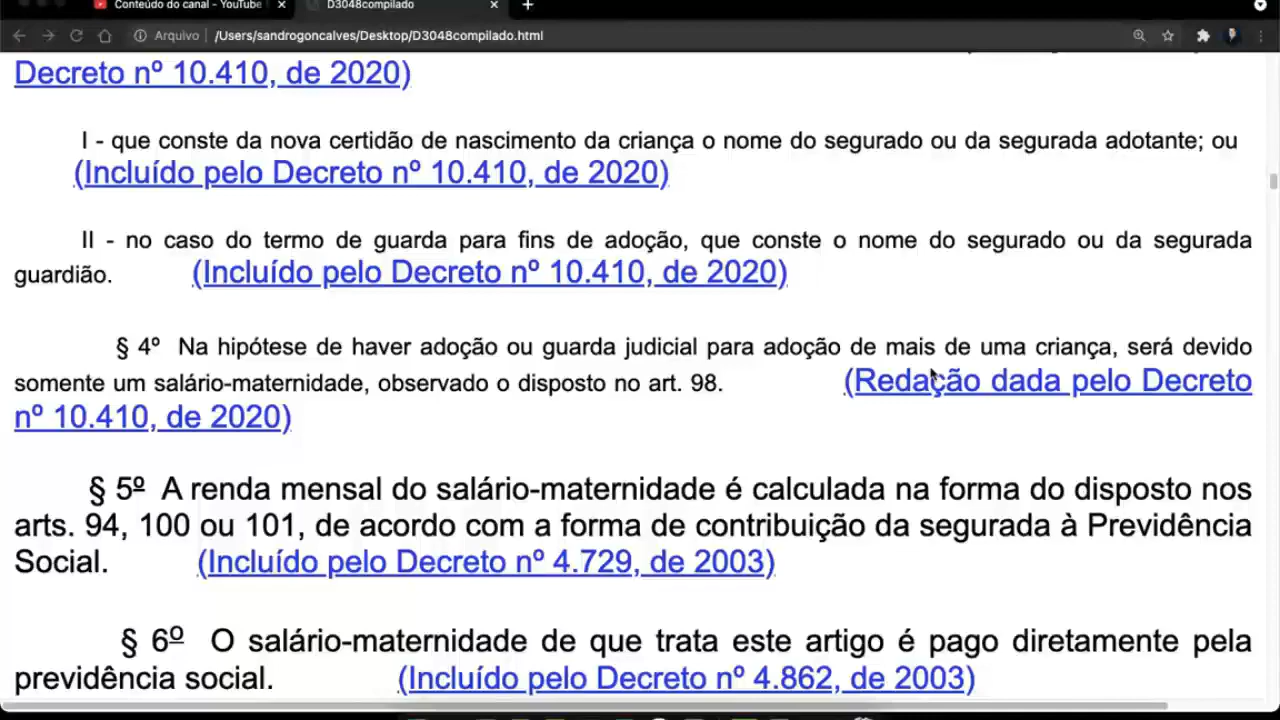 Conteúdo do canal - YouTube
D3048compilado
Arquivo /Users/sandrogoncalves/Desktop/D3048compilado.html
Decreto nº 10.410, de 2020)
I - que conste da nova certidão de nascimento da criança o nome do segurado ou da segurada adotante; ou
(Incluído pelo Decreto nº 10.410, de 2020)
II - no caso do termo de guarda para fins de adoção, que conste o nome do segurado ou da segurada
guardião. (Incluído pelo Decreto nº 10.410, de 2020)
§ 4º Na hipótese de haver adoção ou guarda judicial para adoção de mais de uma criança, será devido
somente um salário-maternidade, observado o disposto no art. 98. (Redação dada pelo Decreto
nº 10.410, de 2020)
§ 5º A renda mensal do salário-maternidade é calculada na forma do disposto nos
arts. 94, 100 ou 101, de acordo com a forma de contribuição da segurada à Previdência
Social. (Incluído pelo Decreto nº 4.729, de 2003)
§ 6º O salário-maternidade de que trata este artigo é pago diretamente pela
previdência social. (Incluído pelo Decreto nº 4.862, de 2003)